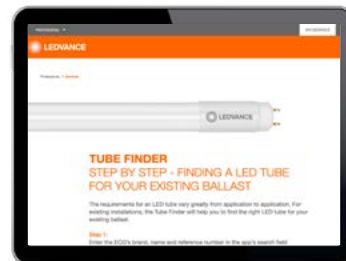 LEDVANCE
LEDVANCE
TUBE FINDER
STEP BY STEP - FINDING A LED TUBE
FOR YOUR EXISTING BALLAST
The requirements for an LED tube vary greatly from application to application. For
existing installations, the Tube Finder will help you to find the right LED tube for your
existing ballast.
Step 1:
Enter the ECG's brand, name and reference number in the app's search field